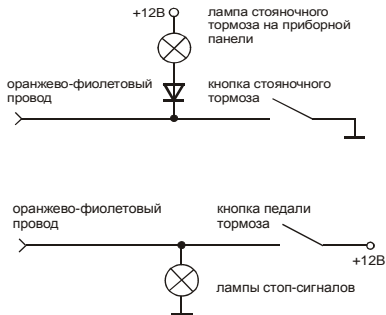 +12В
лампа стояночного
тормоза на приборной
панели
оранжево-фиолетовый
провод
кнопка стояночного
тормоза
оранжево-фиолетовый
провод
кнопка педали
тормоза
+12В
лампы стоп-сигналов